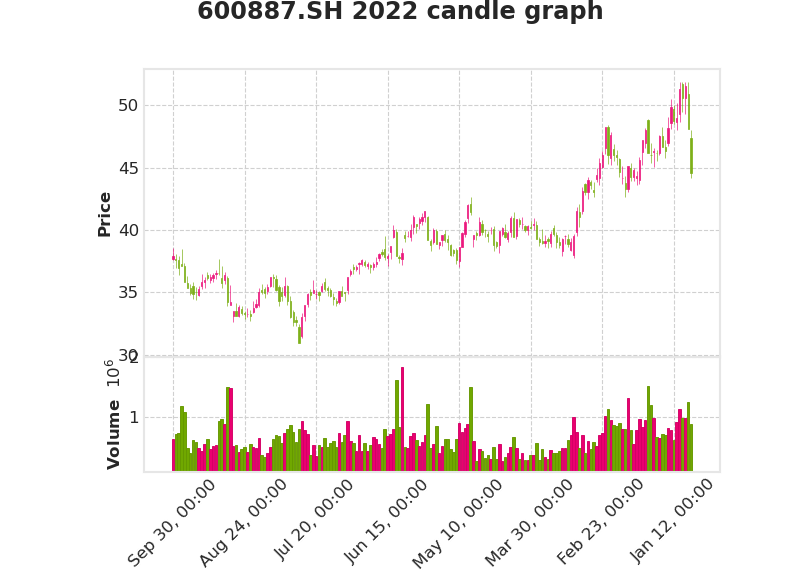 600887.SH 2022 candle graph
50
45
40
35
30
Price
2
1
Volume 10^6
Sep 30, 00:00
Aug 24, 00:00
Jul 20, 00:00
Jun 15, 00:00
May 10, 00:00
Mar 30, 00:00
Feb 23, 00:00
Jan 12, 00:00